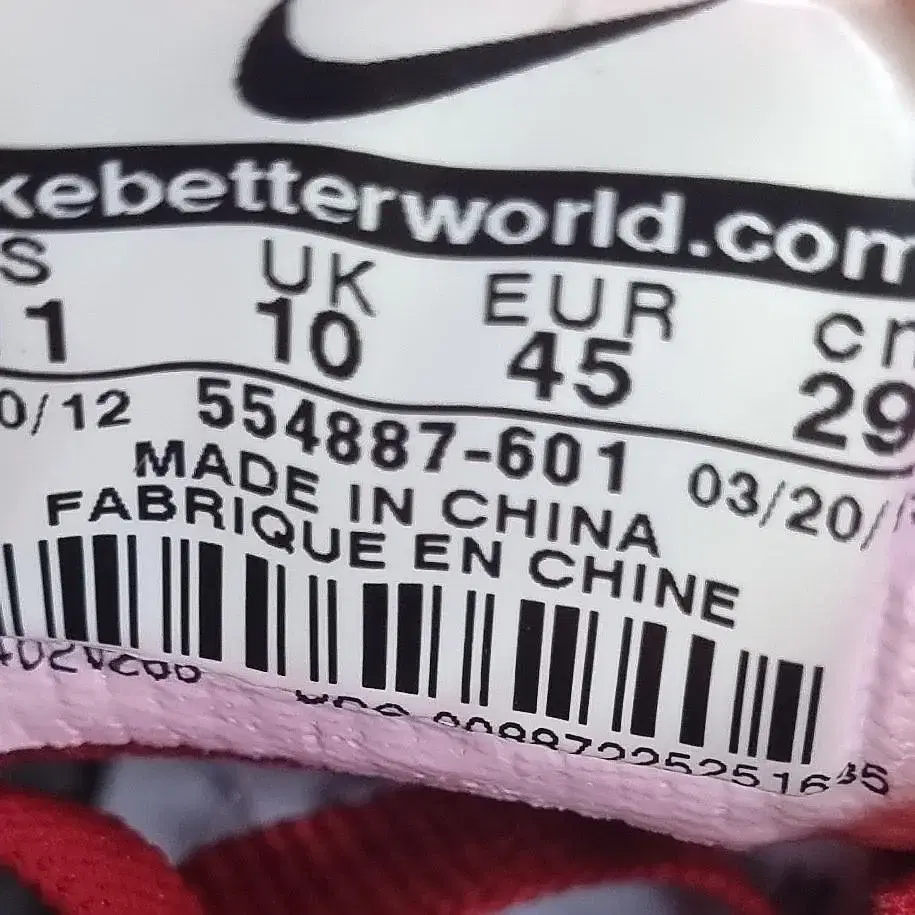 kebetterworld.com
S UK EUR cm
11 10 45 29
0/12 554887-601 03/20/
MADE IN CHINA
FABRIQUE EN CHINE